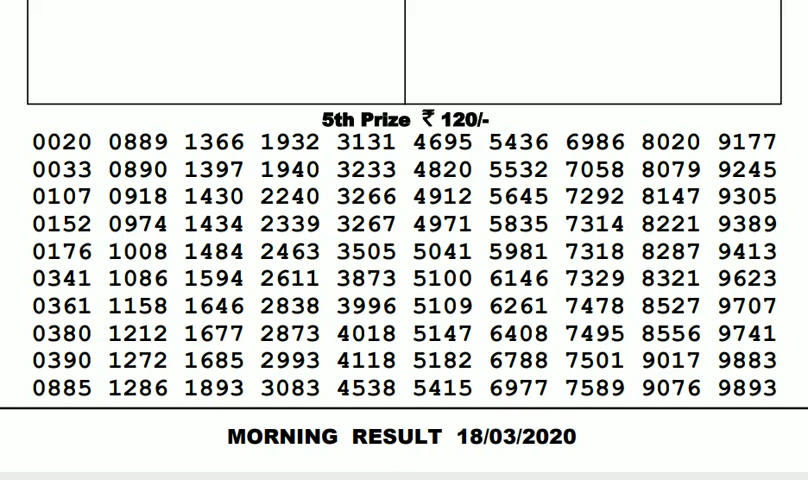 5th Prize ₹ 120/-
0020 0889 1366 1932 3131 4695 5436 6986 8020 9177
0033 0890 1397 1940 3233 4820 5532 7058 8079 9245
0107 0918 1430 2240 3266 4912 5645 7292 8147 9305
0152 0974 1434 2339 3267 4971 5835 7314 8221 9389
0176 1008 1484 2463 3505 5041 5981 7318 8287 9413
0341 1086 1594 2611 3873 5100 6146 7329 8321 9623
0361 1158 1646 2838 3996 5109 6261 7478 8527 9707
0380 1212 1677 2873 4018 5147 6408 7495 8556 9741
0390 1272 1685 2993 4118 5182 6788 7501 9017 9883
0885 1286 1893 3083 4538 5415 6977 7589 9076 9893
MORNING RESULT 18/03/2020